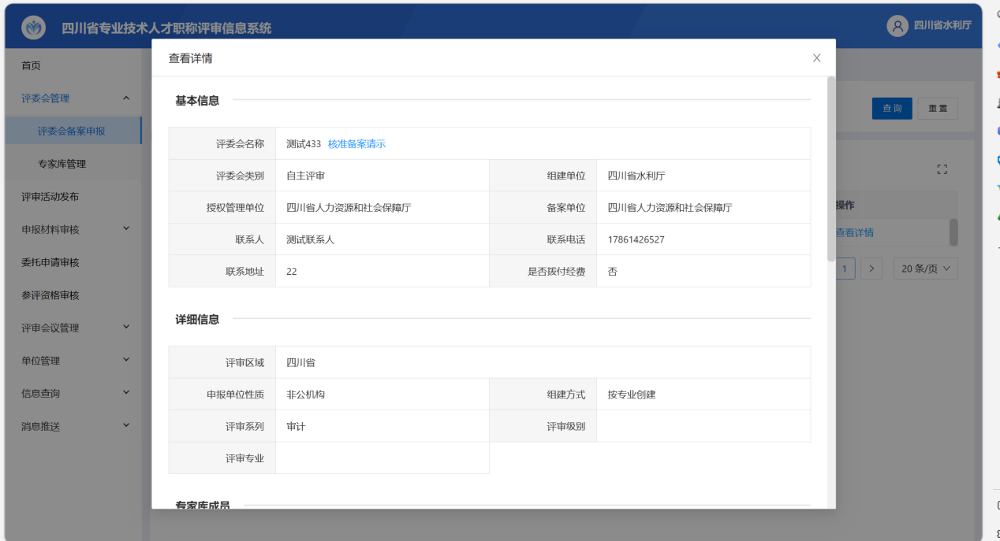 四川省专业技术人才职称评审信息系统
四川省水利厅
首页
评委会管理
评委会备案申报
专家库管理
评审活动发布
申报材料审核
委托申请审核
参评资格审核
评审会议管理
单位管理
信息查询
消息推送
查看详情
基本信息
评委会名称 测试433 核准备案请示
评委会类别 自主评审 组建单位 四川省水利厅
授权管理单位 四川省人力资源和社会保障厅 备案单位 四川省人力资源和社会保障厅
联系人 测试联系人 联系电话 17861426527
联系地址 22 是否拨付经费 否
详细信息
评审区域 四川省
申报单位性质 非公机构 组建方式 按专业创建
评审系列 审计 评审级别
评审专业
专家库成员
查询 重置
操作
查看详情
1 > 20 条/页